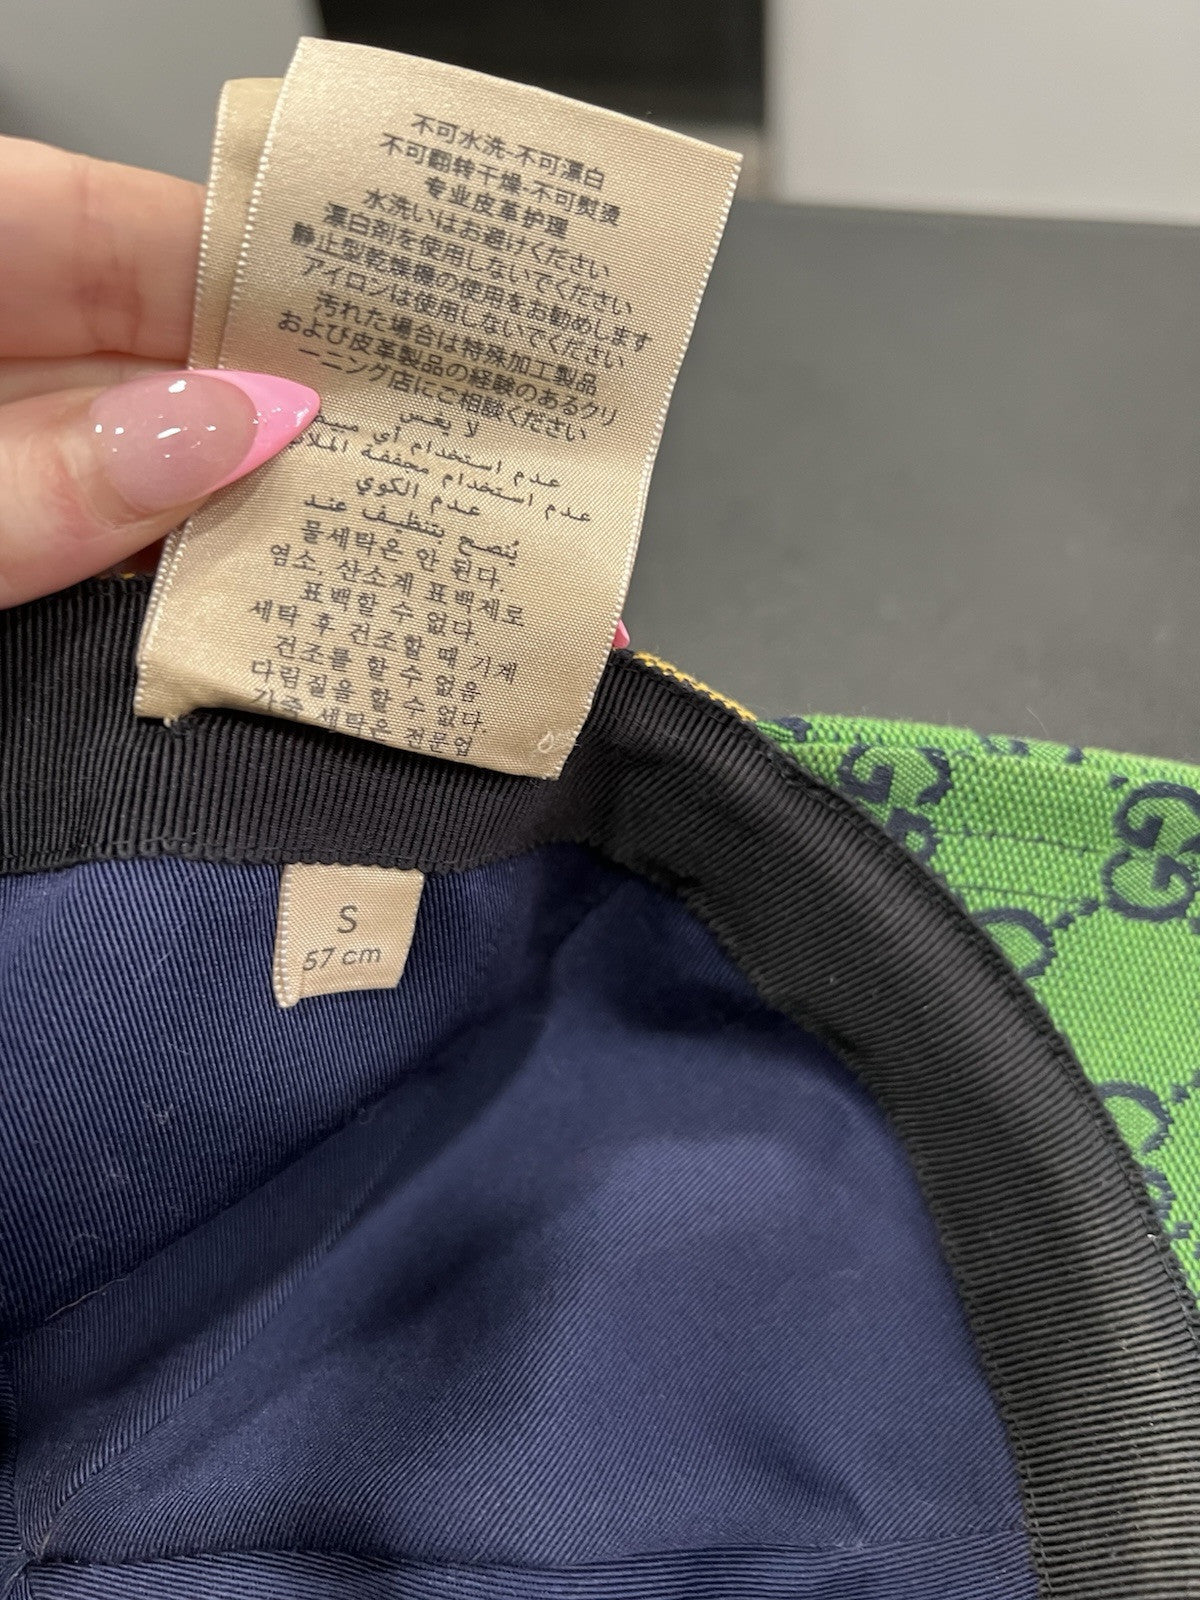 不可水洗-不可漂白
不可翻转干燥-不可熨烫
专业皮革护理
水洗いはお避けください
漂白剤を使用しないでください
静止型乾燥機の使用をお勧めします
アイロンは使用しないでください
汚れた場合は特殊加工製品
および皮革製品の経験のあるクリ
ーニング店にご相談ください
لا يغسل
عدم استخدام أي
عدم استخدام مجففة
عدم الكوي
يُنصح بتنظيف عند
물세탁은 안 된다.
염소, 산소계 표백제로
표백할 수 없다.
세탁 후 건조할 때 기계
건조를 할 수 없음
다림질을 할 수 없다.
가죽 세탁은 전문업
S
57 cm